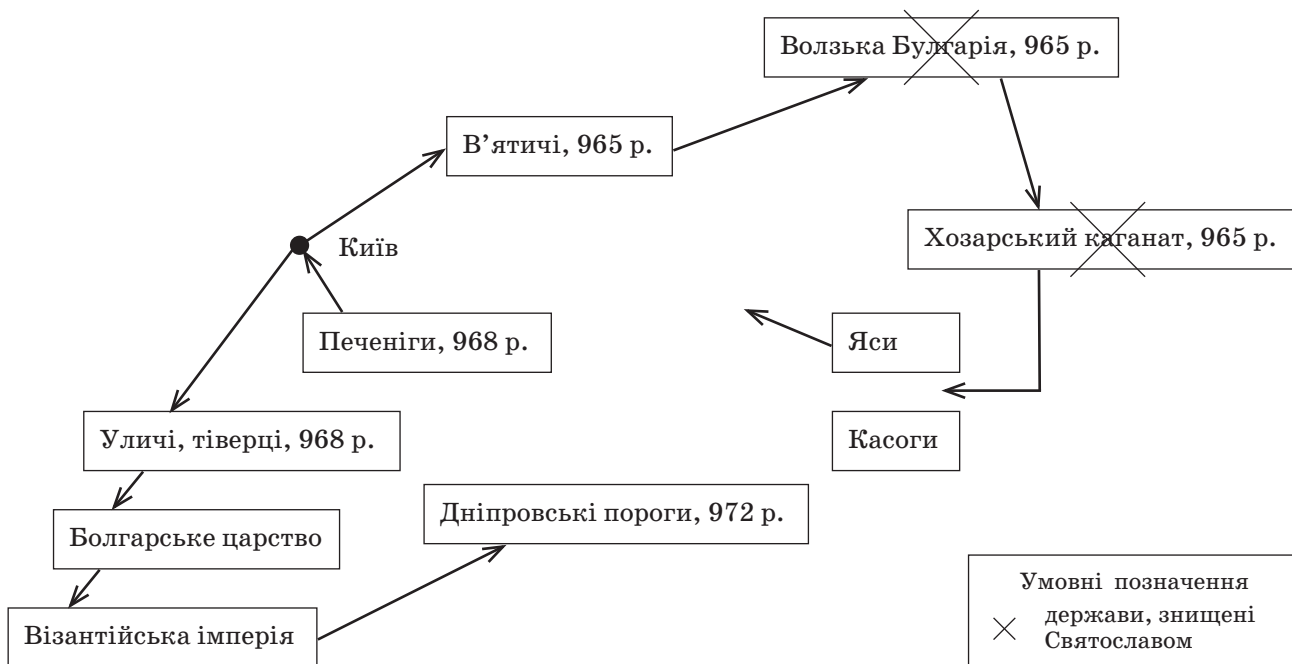 Волзька Булгарія, 965 р.
В’ятичі, 965 р.
Хозарський каганат, 965 р.
Київ
Печеніги, 968 р.
Яси
Уличі, тіверці, 968 р.
Касоги
Дніпровські пороги, 972 р.
Болгарське царство
Візантійська імперія
Умовні позначення
держави, знищені
Святославом